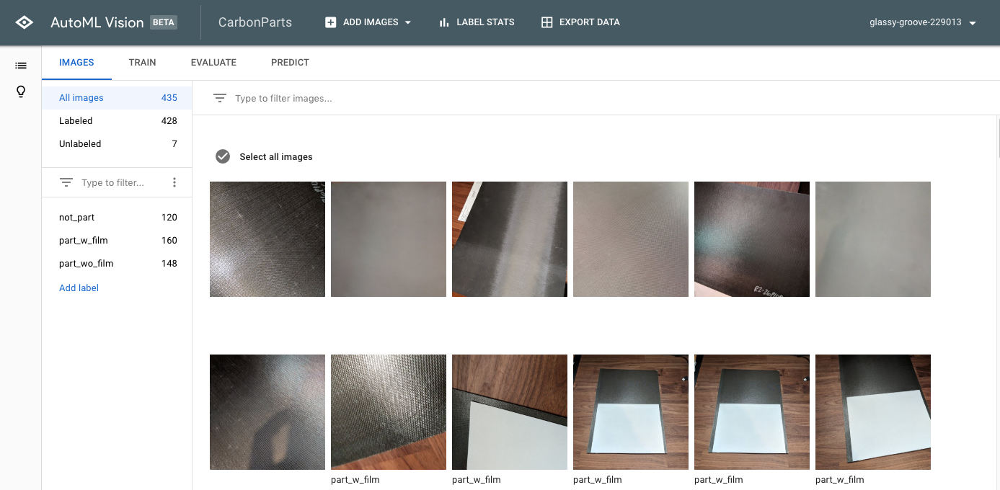 AutoML Vision BETA CarbonParts ADD IMAGES LABEL STATS EXPORT DATA glassy-groove-229013
IMAGES TRAIN EVALUATE PREDICT
All images 435
Labeled 428
Unlabeled 7
Type to filter...
not_part 120
part_w_film 160
part_wo_film 148
Add label
Type to filter images...
Select all images
part_w_film part_w_film part_w_film part_w_film part_w_film